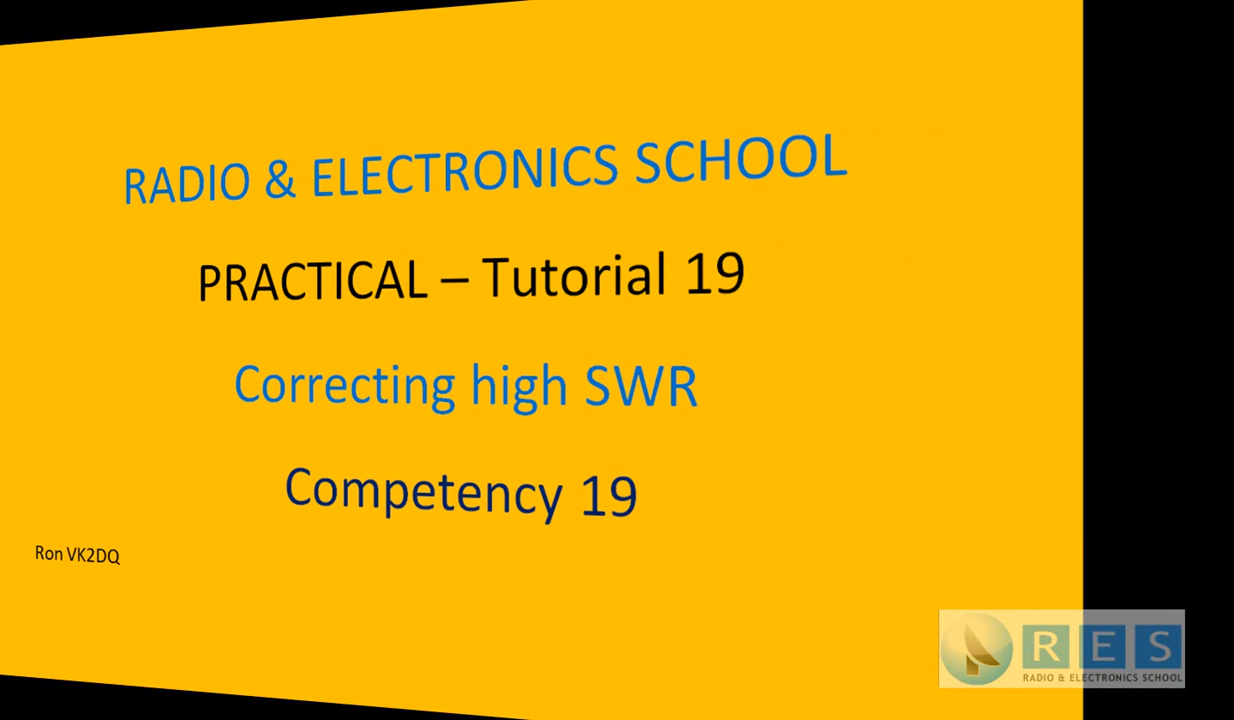 RADIO & ELECTRONICS SCHOOL
PRACTICAL – Tutorial 19
Correcting high SWR
Competency 19
Ron VK2DQ
RES
RADIO & ELECTRONICS SCHOOL